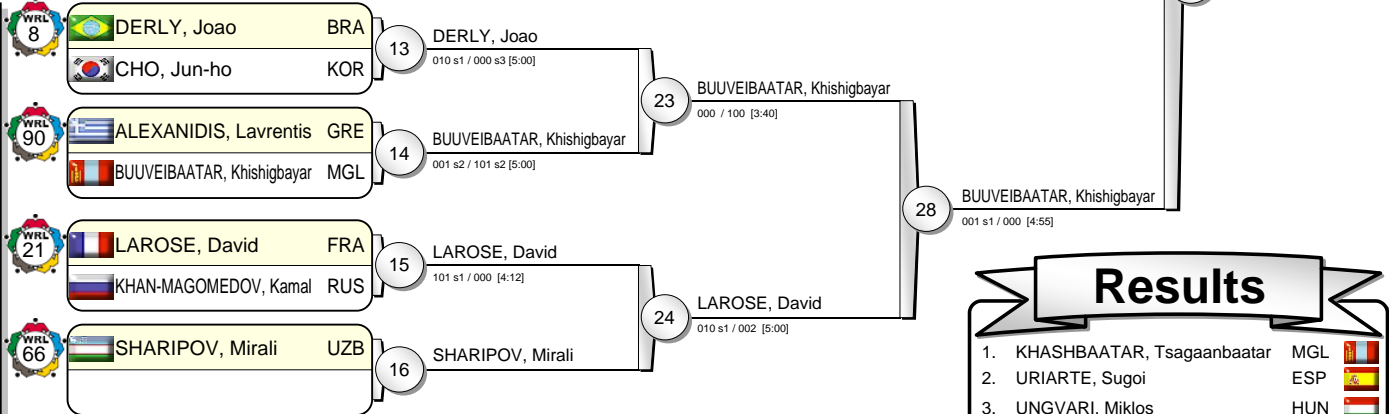 WRL
8
DERLY, Joao BRA
CHO, Jun-ho KOR
13
DERLY, Joao
010 s1 / 000 s3 [5:00]
WRL
90
ALEXANIDIS, Lavrentis GRE
BUUVEIBAATAR, Khishigbayar MGL
14
BUUVEIBAATAR, Khishigbayar
001 s2 / 101 s2 [5:00]
23
BUUVEIBAATAR, Khishigbayar
000 / 100 [3:40]
WRL
21
LAROSE, David FRA
KHAN-MAGOMEDOV, Kamal RUS
15
LAROSE, David
101 s1 / 000 [4:12]
WRL
66
SHARIPOV, Mirali UZB
16
SHARIPOV, Mirali
24
LAROSE, David
010 s1 / 002 [5:00]
28
BUUVEIBAATAR, Khishigbayar
001 s1 / 000 [4:55]
Results
1. KHASHBAATAR, Tsagaanbaatar MGL
2. URIARTE, Sugoi ESP
3. UNGVARI, Miklos HUN